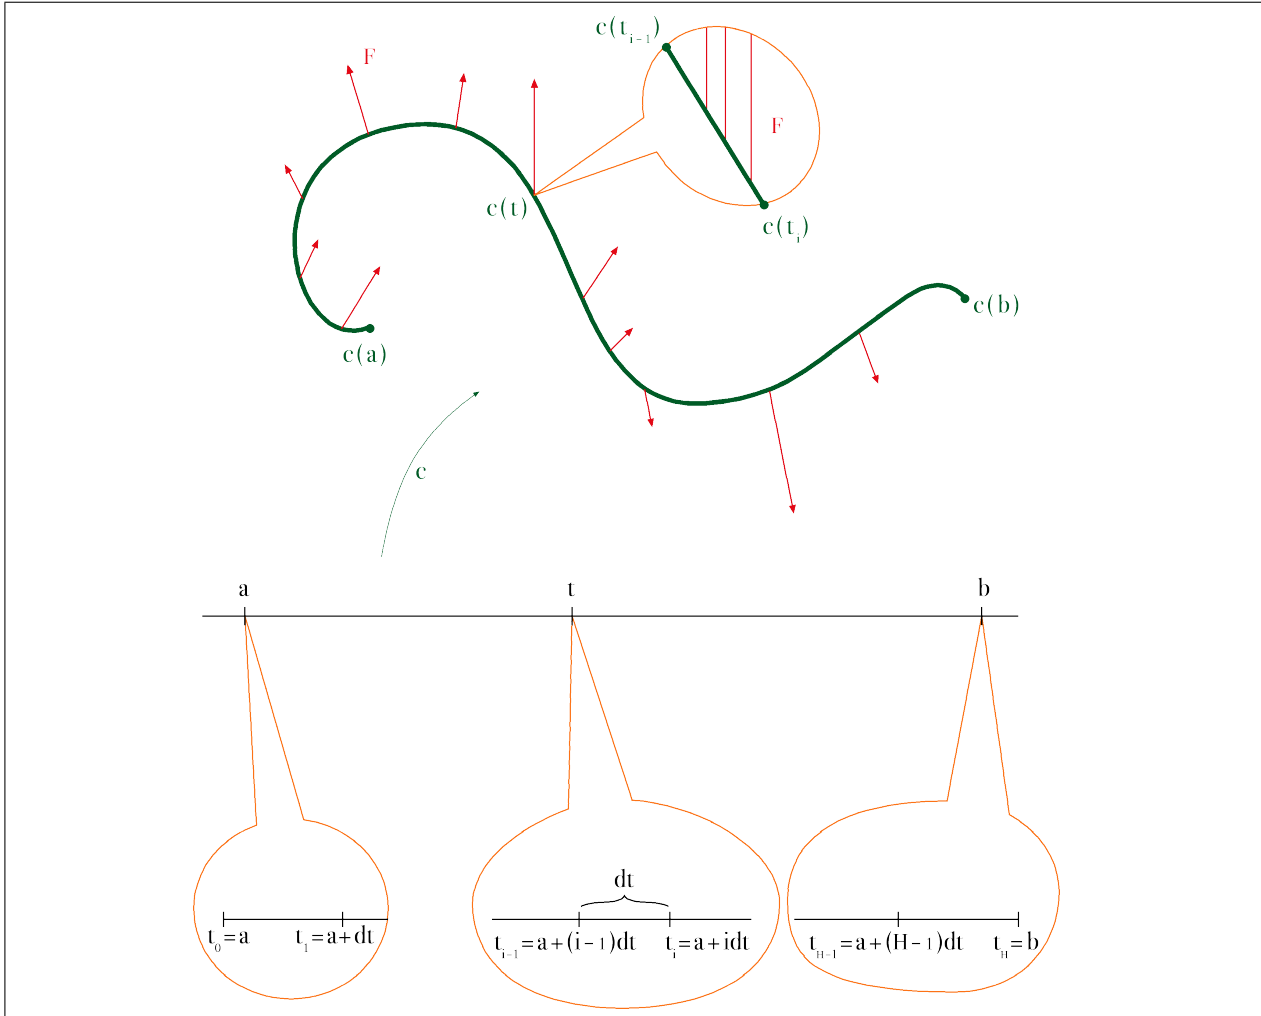 c(t_{i-1})
F
F
c(t)
c(t_i)
c(b)
c(a)
c
a t b
dt
t_0=a t_1=a+dt t_{i-1}=a+(i-1)dt t_i=a+idt t_{H-1}=a+(H-1)dt t_H=b